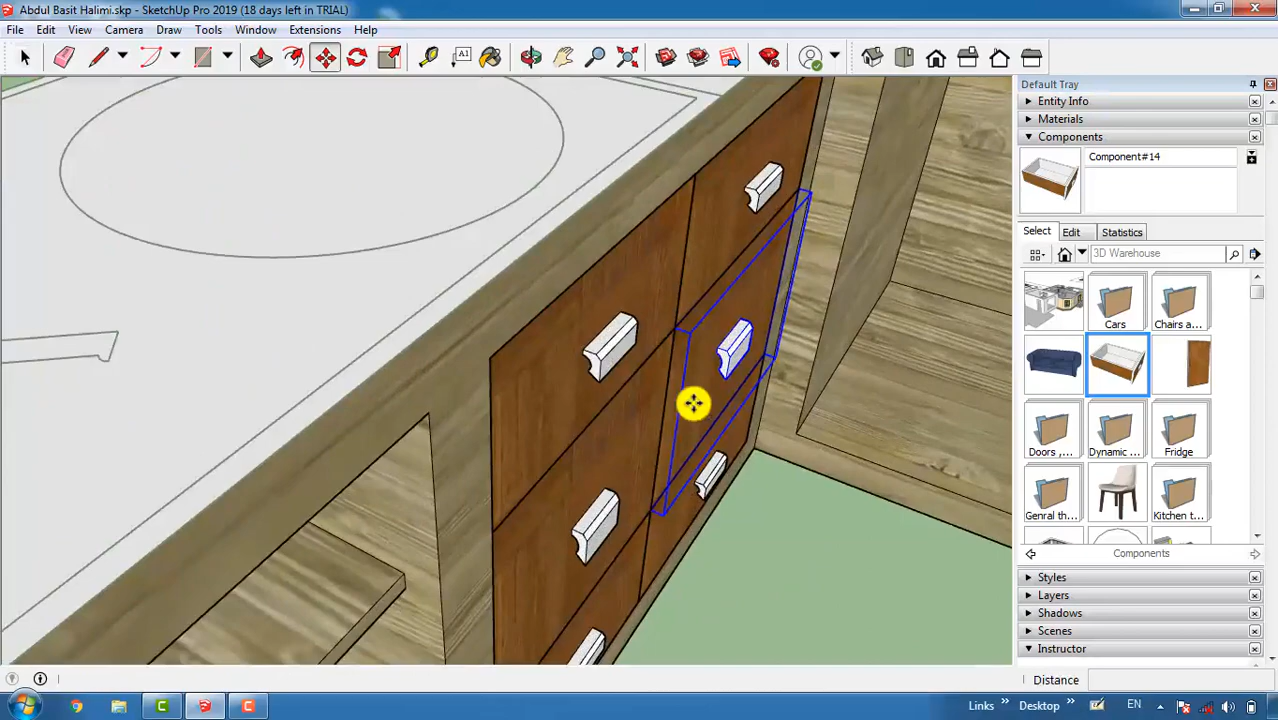 Abdul Basit Halimi.skp - SketchUp Pro 2019 (18 days left in TRIAL)
File Edit View Camera Draw Tools Window Extensions Help
A1
Default Tray
Entity Info
Materials
Components
Component#14
Select Edit Statistics
3D Warehouse
Cars Chairs a...
Doors ,... Dynamic ... Fridge
Genral th... Kitchen t...
Components
Styles
Layers
Shadows
Scenes
Instructor
Distance
Links » Desktop » EN